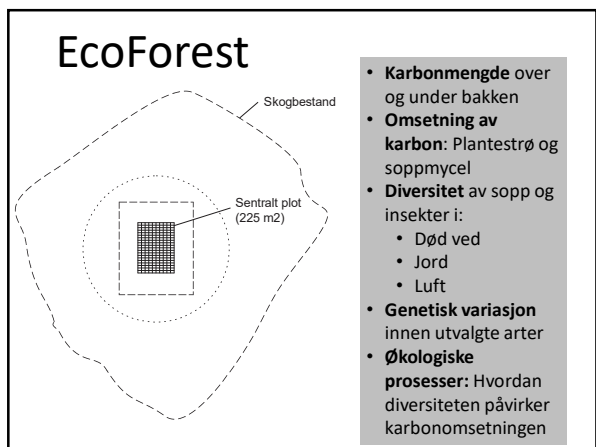 EcoForest
Skogbestand
Sentralt plot
(225 m2)
• Karbonmengde over
og under bakken
• Omsetning av
karbon: Plantestrø og
soppmycel
• Diversitet av sopp og
insekter i:
• Død ved
• Jord
• Luft
• Genetisk variasjon
innen utvalgte arter
• Økologiske
prosesser: Hvordan
diversiteten påvirker
karbonomsetningen